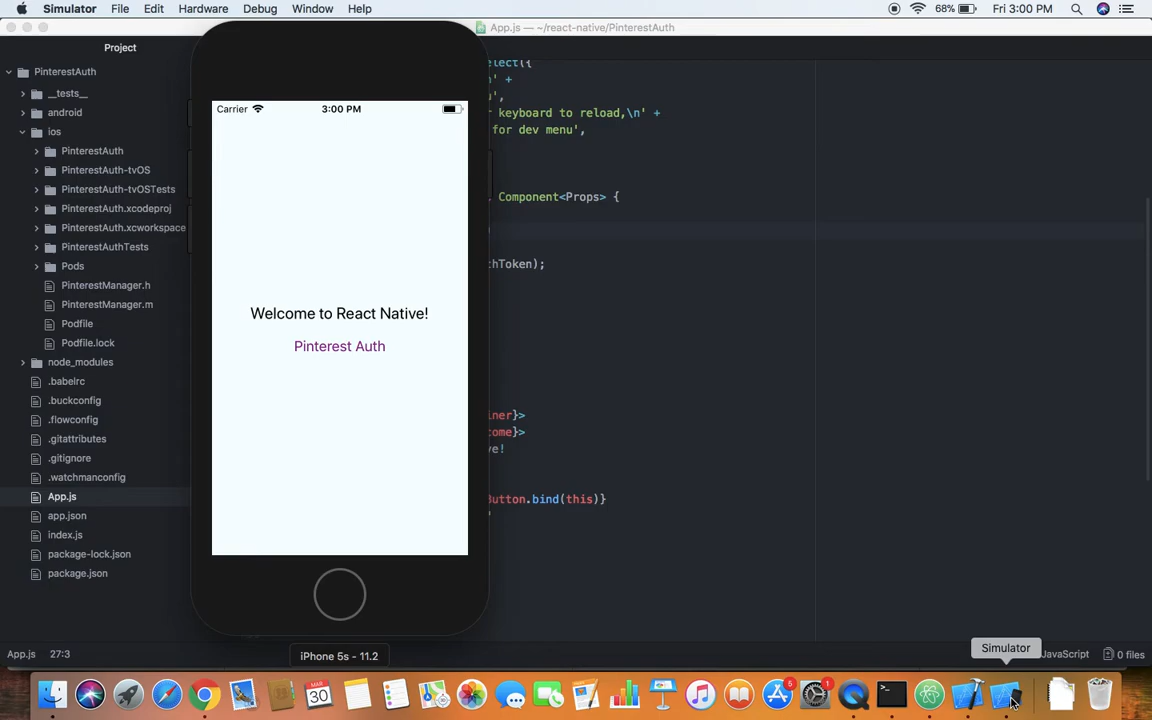 Simulator File Edit Hardware Debug Window Help 68% Fri 3:00 PM
App.js — ~/react-native/PinterestAuth
Project
PinterestAuth
__tests__
android
ios
PinterestAuth
PinterestAuth-tvOS
PinterestAuth-tvOSTests
PinterestAuth.xcodeproj
PinterestAuth.xcworkspace
PinterestAuthTests
Pods
PinterestManager.h
PinterestManager.m
Podfile
Podfile.lock
node_modules
.babelrc
.buckconfig
.flowconfig
.gitattributes
.gitignore
.watchmanconfig
App.js
app.json
index.js
package-lock.json
package.json
Carrier 3:00 PM
Welcome to React Native!
Pinterest Auth
iPhone 5s - 11.2
elect({
' +
',
r keyboard to reload,\n' +
for dev menu',
Component<Props> {
)
thToken);
iner}>
come}>
ve!
Button.bind(this)}
App.js 27:3
JavaScript 0 files
Simulator
MAR
30
5
1